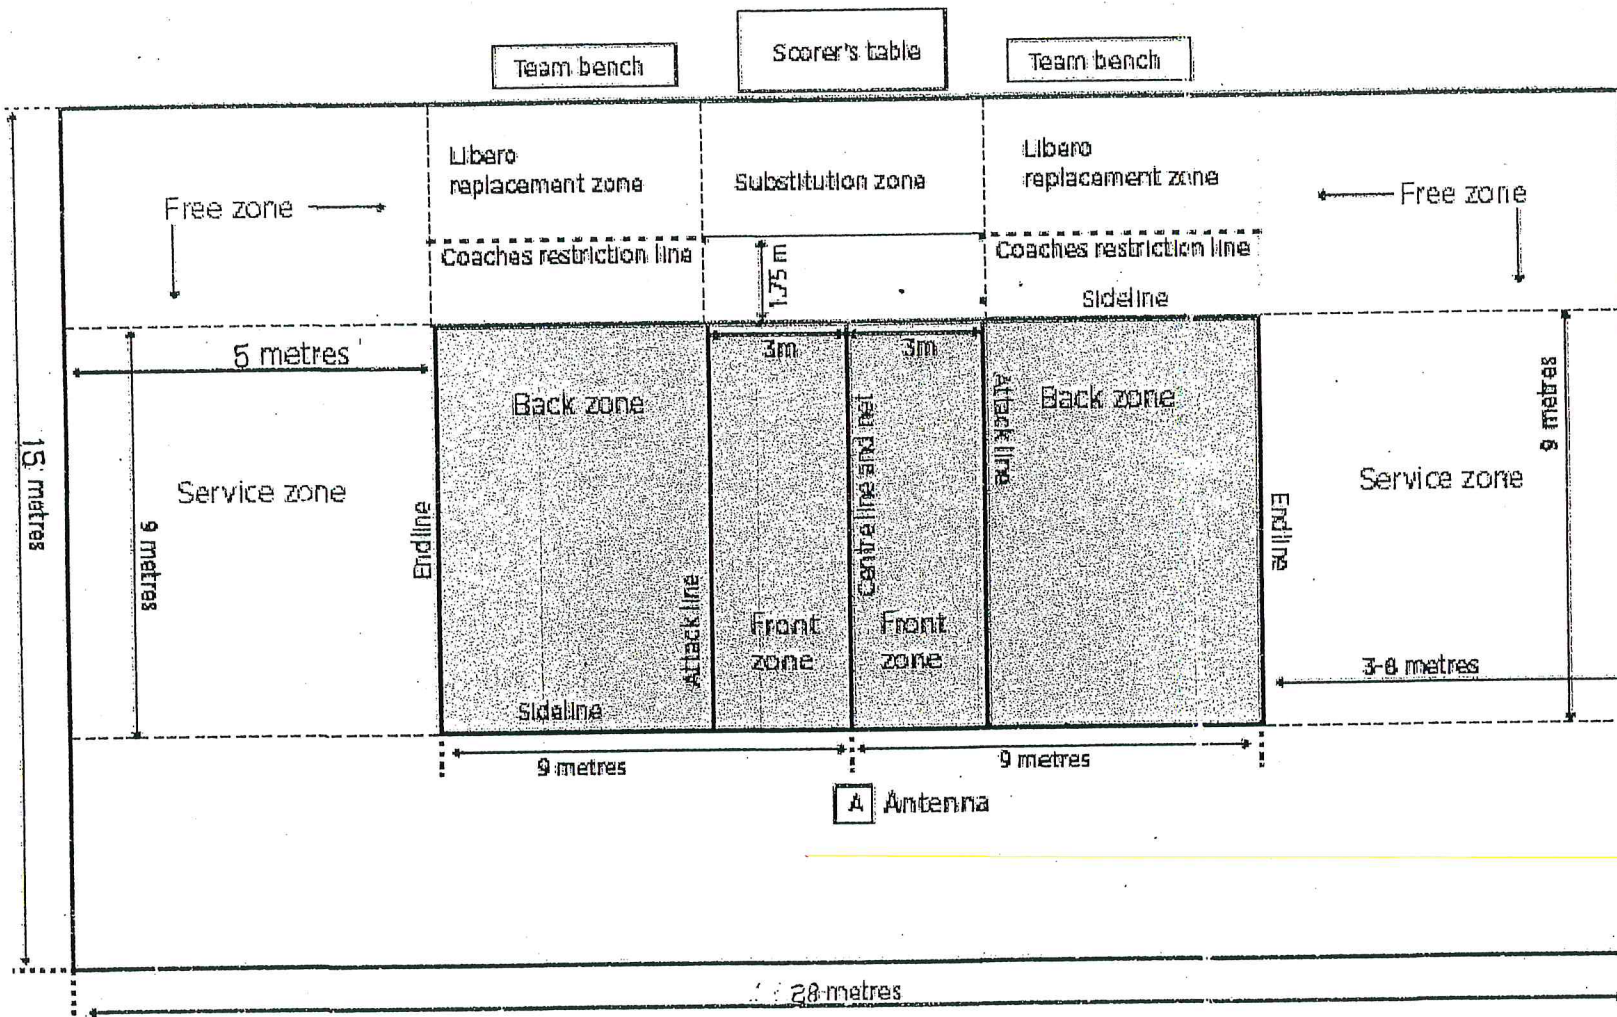 Team bench
Scorer's table
Team bench
Libero
replacement zone
Substitution zone
Libero
replacement zone
Free zone
Free zone
Coaches restriction line
1.75 m
Coaches restriction line
Sideline
5 metres
3m
3m
Back zone
Centre line and net
Attack line
Back zone
9 metres
15 metres
Service zone
9 metres
Endline
Attack line
Front
zone
Front
zone
Endline
Service zone
3-8 metres
Sideline
9 metres
9 metres
A Antenna
28 metres